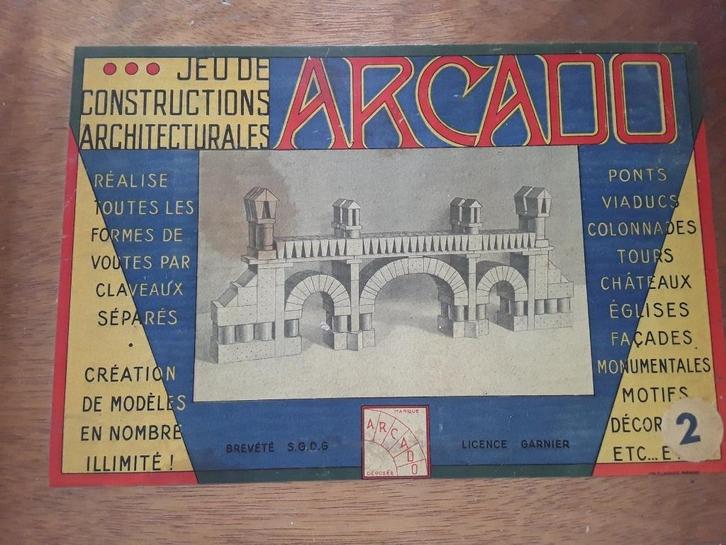 JEU DE
CONSTRUCTIONS
ARCHITECTURALES
ARCADO
RÉALISE
TOUTES LES
FORMES DE
VOUTES PAR
CLAVEAUX
SÉPARÉS
.
CRÉATION
DE MODÈLES
EN NOMBRE
ILLIMITÉ !
PONTS
VIADUCS
COLONNADES
TOURS
CHÂTEAUX
ÉGLISES
FAÇADES
MONUMENTALES
MOTIFS
DÉCOR
ETC... E
2
BREVÉTÉ S.G.D.G
MARQUE
ARCADO
DÉPOSÉE
LICENCE GARNIER